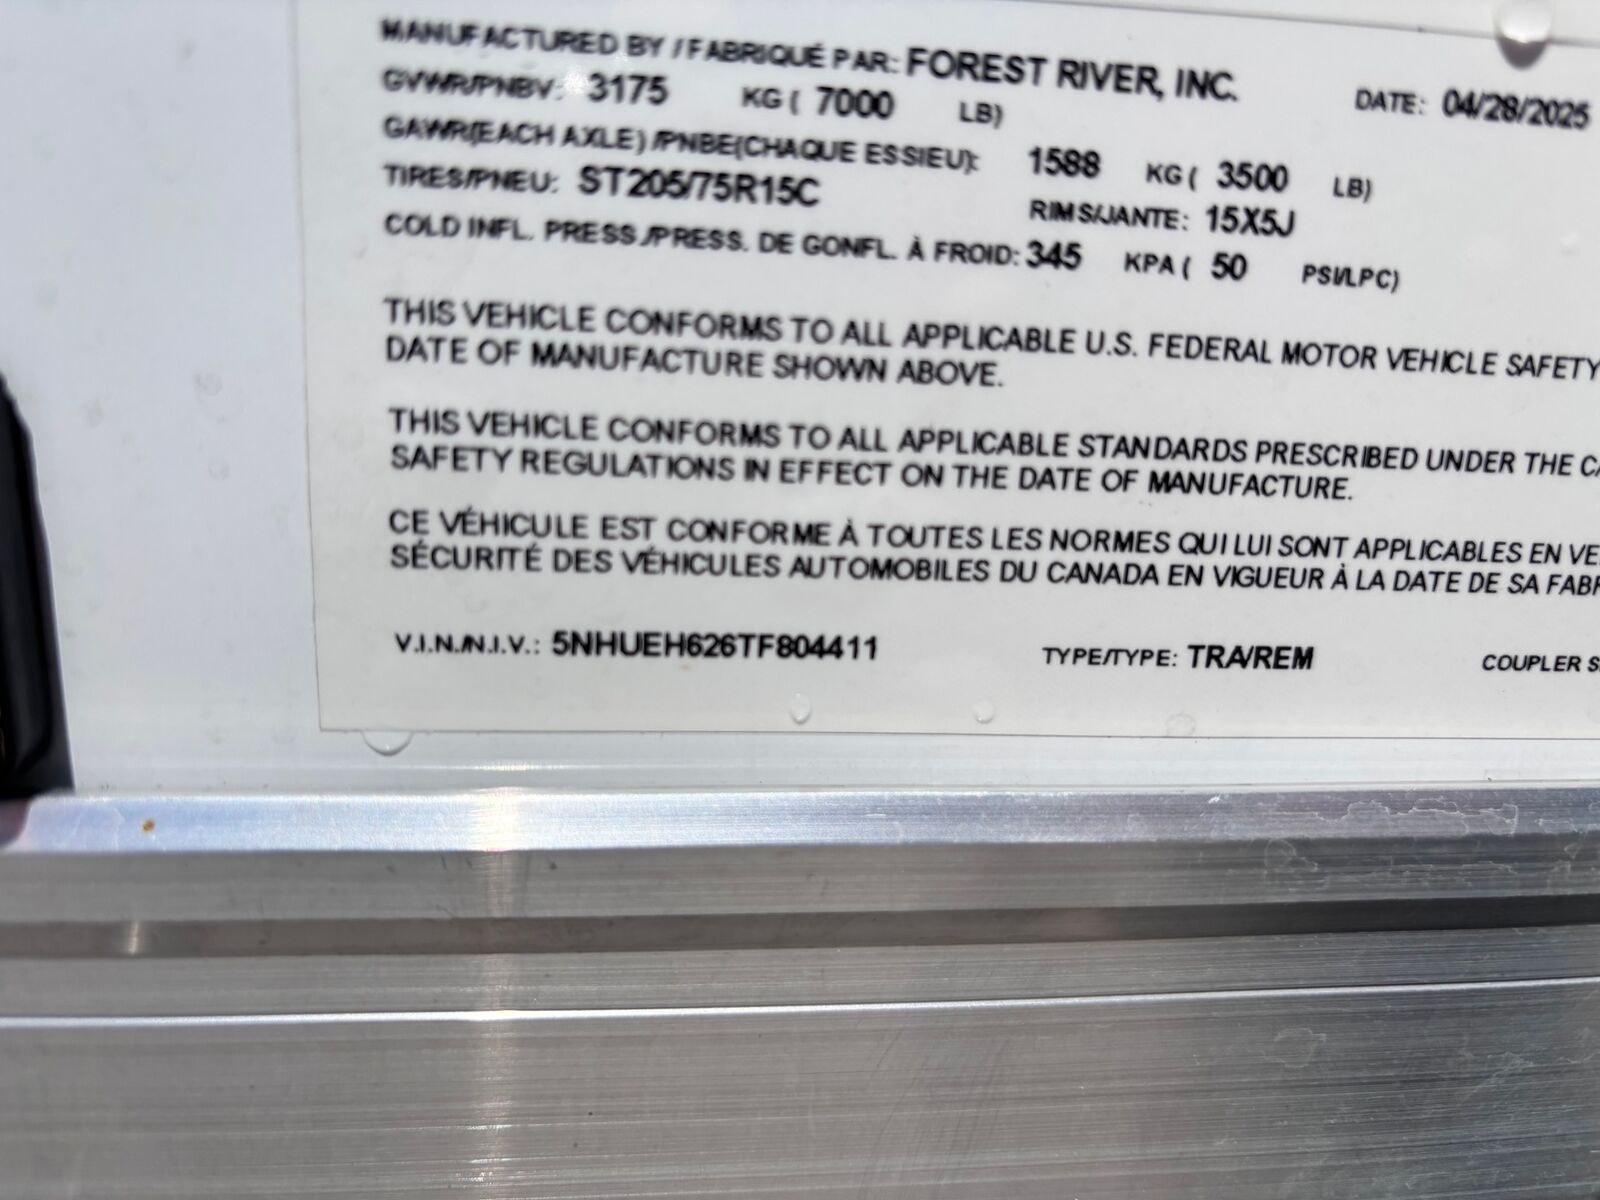 MANUFACTURED BY / FABRIQUÉ PAR: FOREST RIVER, INC. DATE: 04/28/2025
GVWR/PNBV: 3175 KG ( 7000 LB)
GAWR(EACH AXLE) /PNBE(CHAQUE ESSIEU): 1588 KG ( 3500 LB)
TIRES/PNEU: ST205/75R15C RIMS/JANTE: 15X5J
COLD INFL. PRESS./PRESS. DE GONFL. À FROID: 345 KPA ( 50 PSI/LPC)
THIS VEHICLE CONFORMS TO ALL APPLICABLE U.S. FEDERAL MOTOR VEHICLE SAFETY
DATE OF MANUFACTURE SHOWN ABOVE.
THIS VEHICLE CONFORMS TO ALL APPLICABLE STANDARDS PRESCRIBED UNDER THE
SAFETY REGULATIONS IN EFFECT ON THE DATE OF MANUFACTURE.
CE VÉHICULE EST CONFORME À TOUTES LES NORMES QUI LUI SONT APPLICABLES EN
SÉCURITÉ DES VÉHICULES AUTOMOBILES DU CANADA EN VIGUEUR À LA DATE DE SA
V.I.N./N.I.V.: 5NHUEH626TF804411 TYPE/TYPE: TRA/REM COUPLER